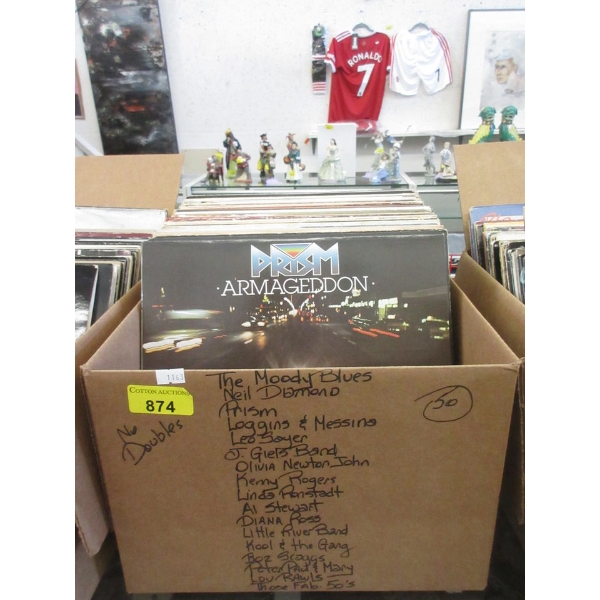 RONALDO
7
PRISM
ARMAGEDDON
1163
COTTON AUCTIONS
874
No
Doubles
50
The Moody Blues
Neil Diamond
Prism
Loggins & Messina
Leo Sayer
J. Giels Band
Olivia Newton John
Kenny Rogers
Linda Ronstadt
Al Stewart
Diana Ross
Little River Band
Kool & the Gang
Boz Scaggs
Peter Paul & Mary
Lou Rawls
Those Fab. 50's